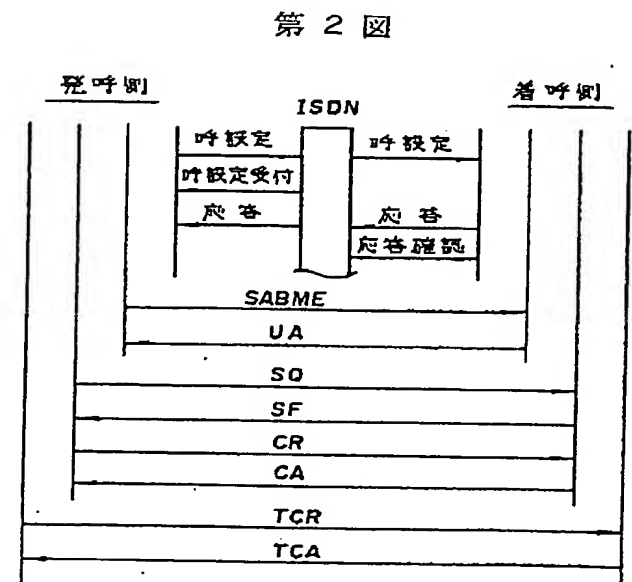 第2図
発呼側
着呼側
ISDN
呼設定
呼設定
呼設定受付
応答
応答
応答確認
SABME
UA
SQ
SF
CR
CA
TCR
TCA